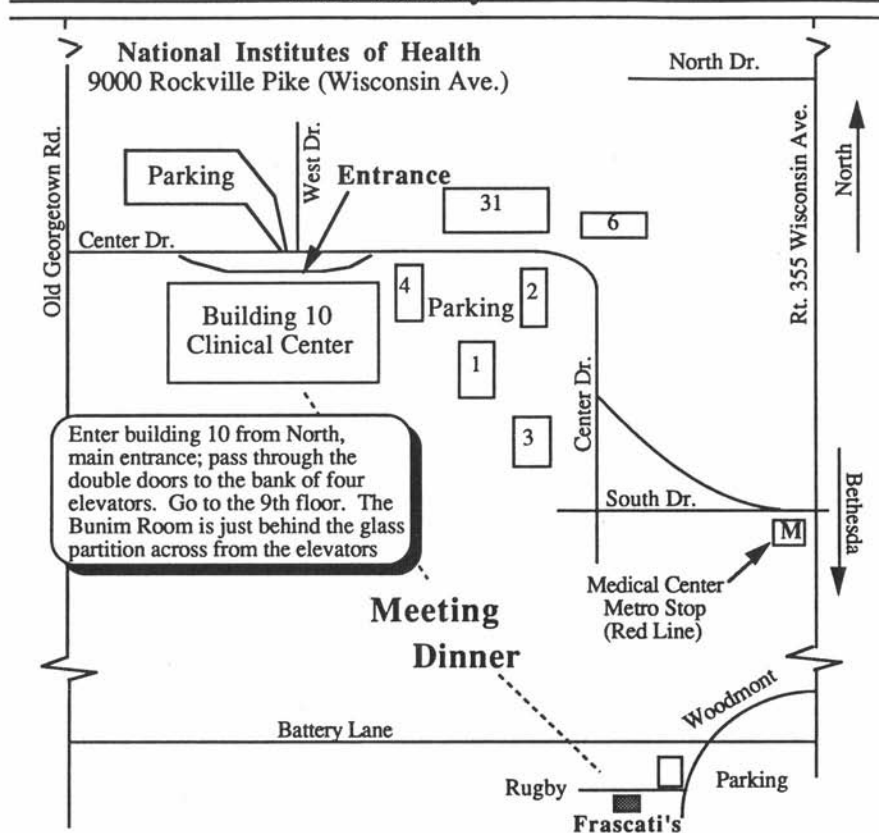 National Institutes of Health
9000 Rockville Pike (Wisconsin Ave.)
North Dr.
Old Georgetown Rd.
Parking
West Dr.
Entrance
31
6
North
Rt. 355 Wisconsin Ave.
Center Dr.
Building 10
Clinical Center
4
Parking
2
1
3
Center Dr.
Enter building 10 from North,
main entrance; pass through the
double doors to the bank of four
elevators. Go to the 9th floor. The
Bunim Room is just behind the glass
partition across from the elevators
South Dr.
M
Bethesda
Medical Center
Metro Stop
(Red Line)
Meeting
Dinner
Woodmont
Battery Lane
Rugby
Parking
Frascati's